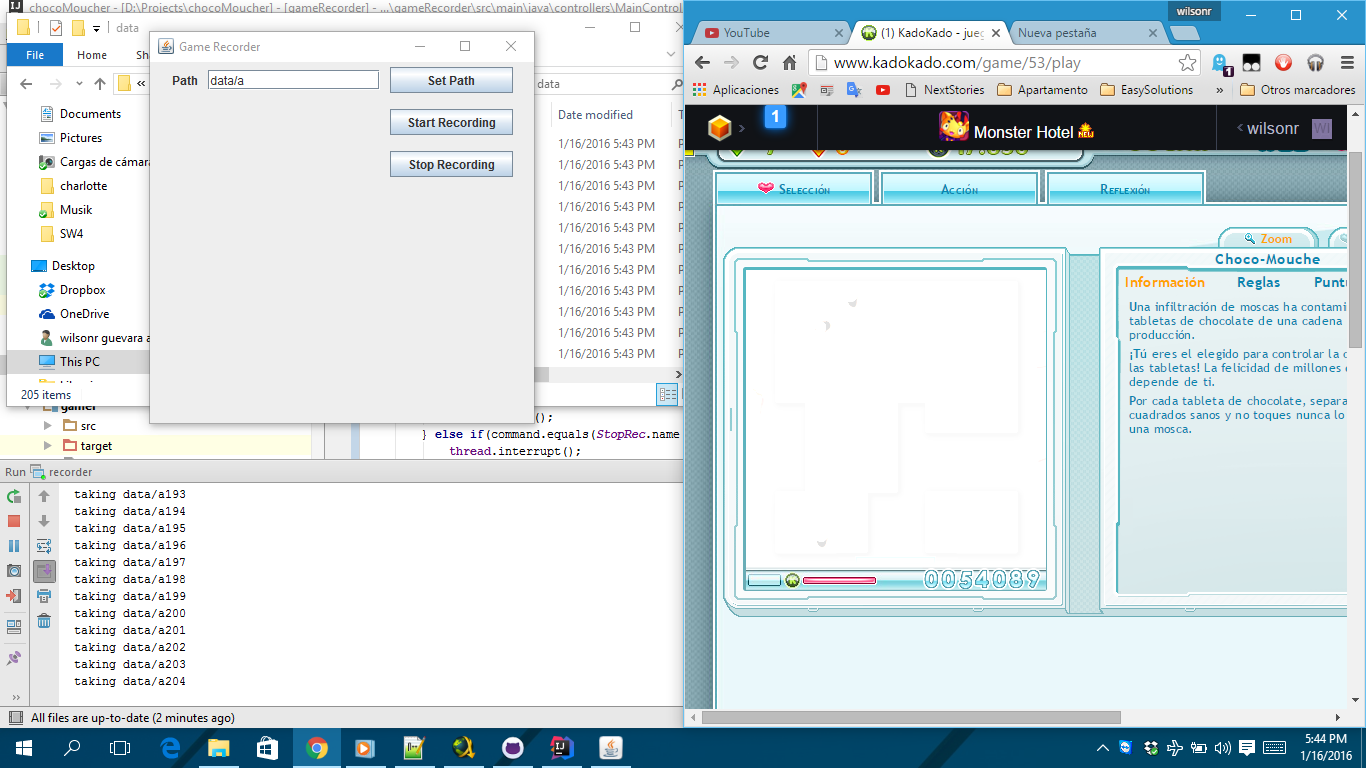 chocoMoucher - [D:\Projects\chocoMoucher] - [gameRecorder] - ...\gameRecorder\src\main\java\controllers\MainControl
data
File
Home
Game Recorder
Path
data/a
Set Path
Start Recording
Stop Recording
«
data
Documents
Pictures
Cargas de cámara
charlotte
Musik
SW4
Desktop
Dropbox
OneDrive
wilsonr guevara a
This PC
205 items
Date modified
1/16/2016 5:43 PM
1/16/2016 5:43 PM
1/16/2016 5:43 PM
1/16/2016 5:43 PM
1/16/2016 5:43 PM
1/16/2016 5:43 PM
1/16/2016 5:43 PM
1/16/2016 5:43 PM
1/16/2016 5:43 PM
1/16/2016 5:43 PM
1/16/2016 5:43 PM
gamer
src
target
();
} else if(command.equals(StopRec.name
thread.interrupt();
Run recorder
taking data/a193
taking data/a194
taking data/a195
taking data/a196
taking data/a197
taking data/a198
taking data/a199
taking data/a200
taking data/a201
taking data/a202
taking data/a203
taking data/a204
All files are up-to-date (2 minutes ago)
wilsonr
YouTube
(1) KadoKado - jueg
Nueva pestaña
www.kadokado.com/game/53/play
1
Aplicaciones
NextStories
Apartamento
EasySolutions
»
Otros marcadores
1
Monster Hotel NEW
wilsonr
WI
Selección
Acción
Reflexión
Zoom
Choco-Mouche
Información
Reglas
Puntu
Una infiltración de moscas ha contami
tabletas de chocolate de una cadena
producción.
¡Tú eres el elegido para controlar la c
las tabletas! La felicidad de millones
depende de ti.
Por cada tableta de chocolate, separa
cuadrados sanos y no toques nunca lo
una mosca.
0054089
5:44 PM
1/16/2016